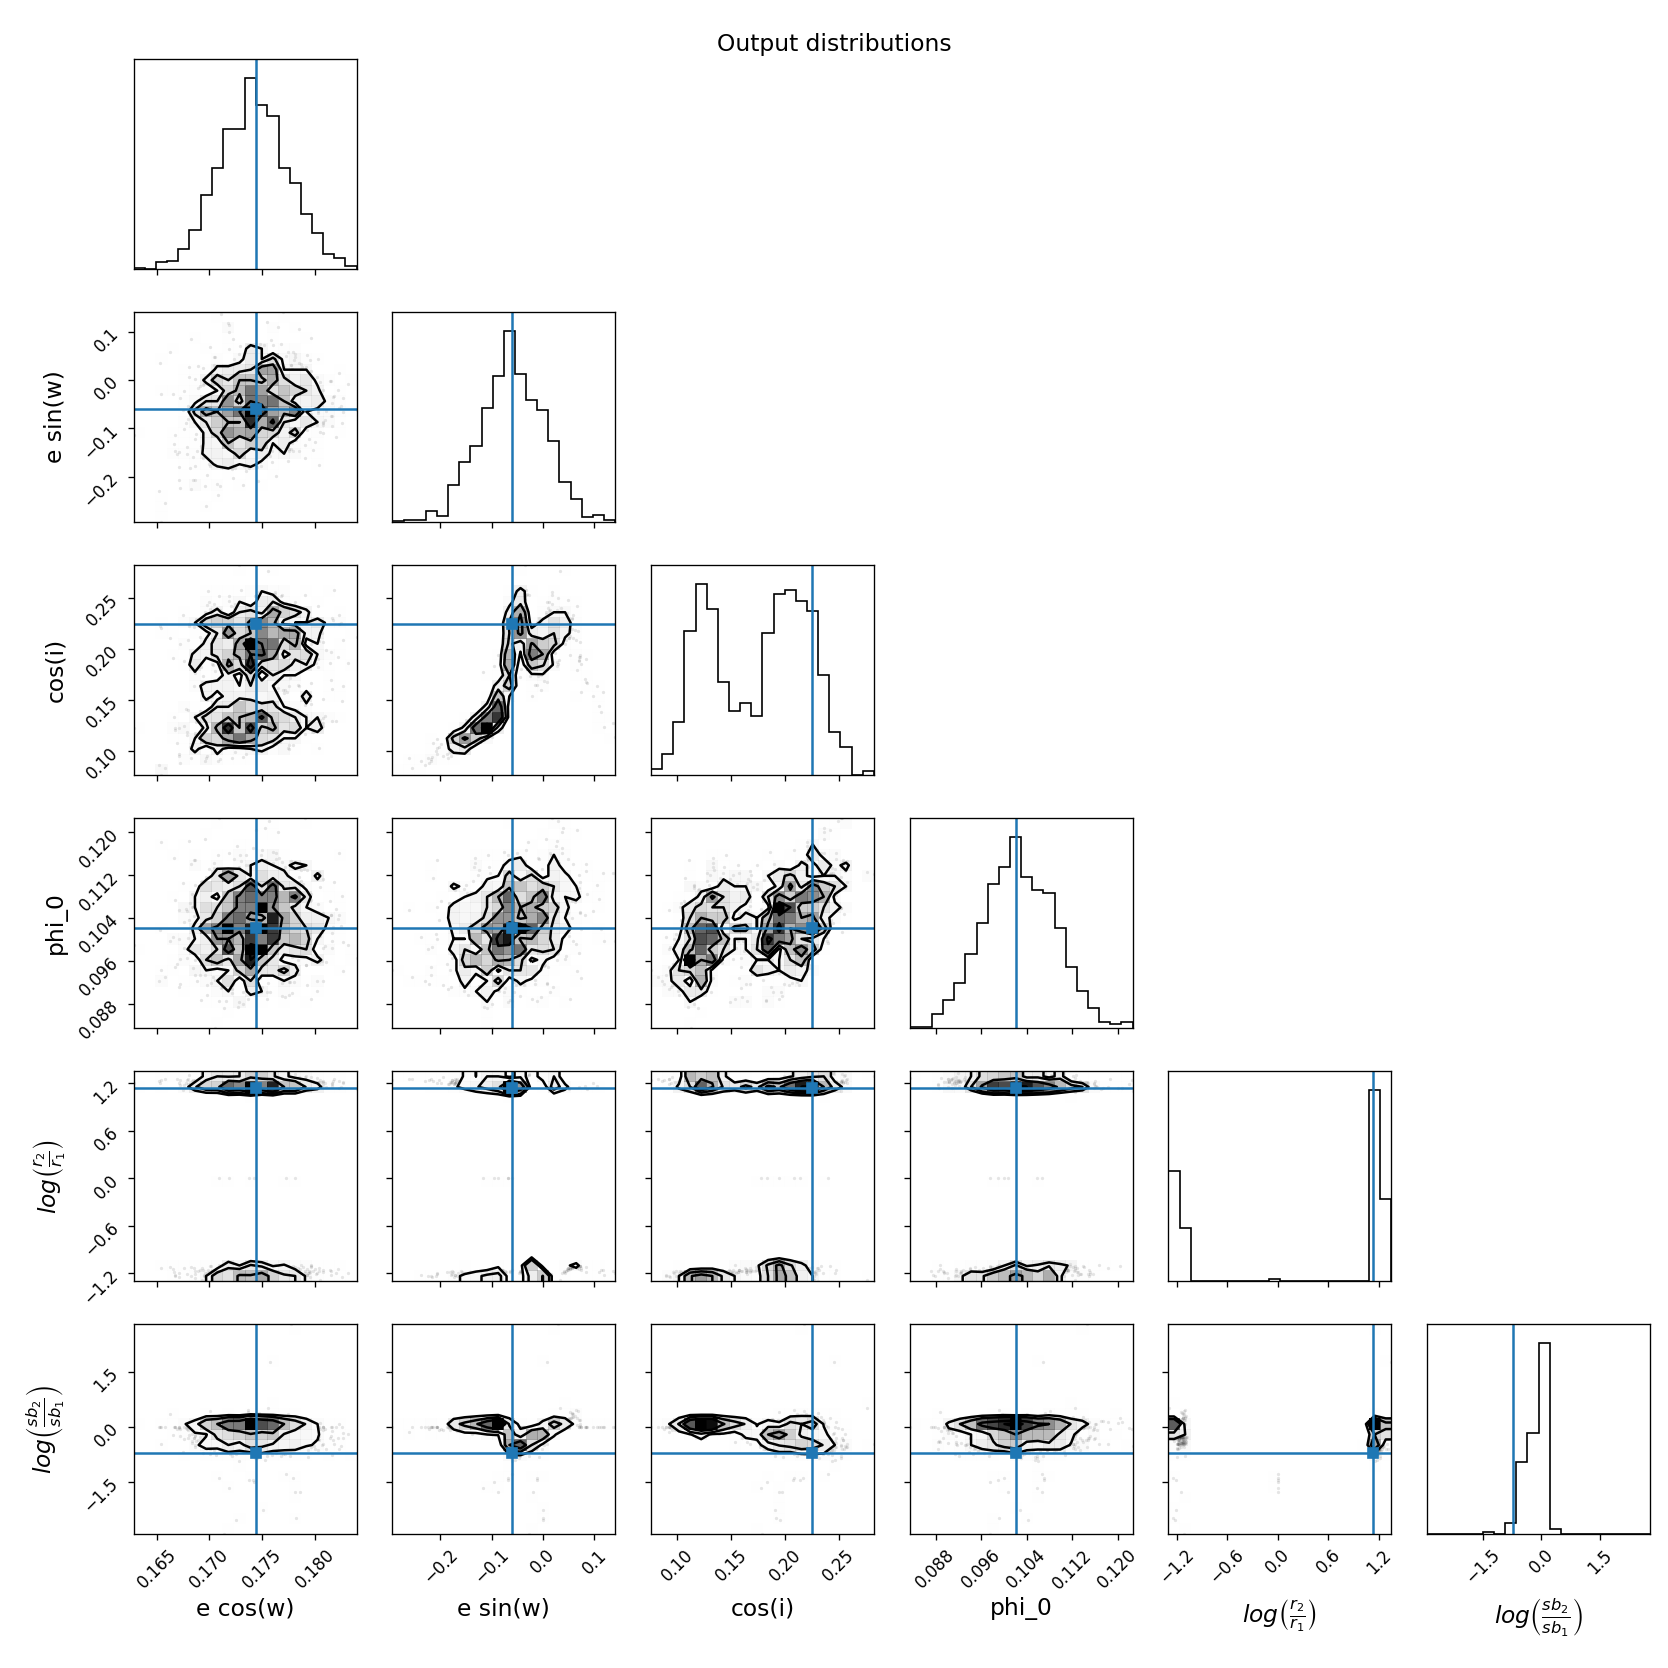 Output distributions
e sin(w)
0.1
0.0
−0.1
−0.2
cos(i)
0.25
0.20
0.15
0.10
phi_0
0.120
0.112
0.104
0.096
0.088
log(r₂/r₁)
1.2
0.6
0.0
−0.6
−1.2
log(sb₂/sb₁)
1.5
0.0
−1.5
0.165 0.170 0.175 0.180
−0.2 −0.1 0.0 0.1
0.10 0.15 0.20 0.25
0.088 0.096 0.104 0.112 0.120
−1.2 −0.6 0.0 0.6 1.2
−1.5 0.0 1.5
e cos(w)
e sin(w)
cos(i)
phi_0
log(r₂/r₁)
log(sb₂/sb₁)